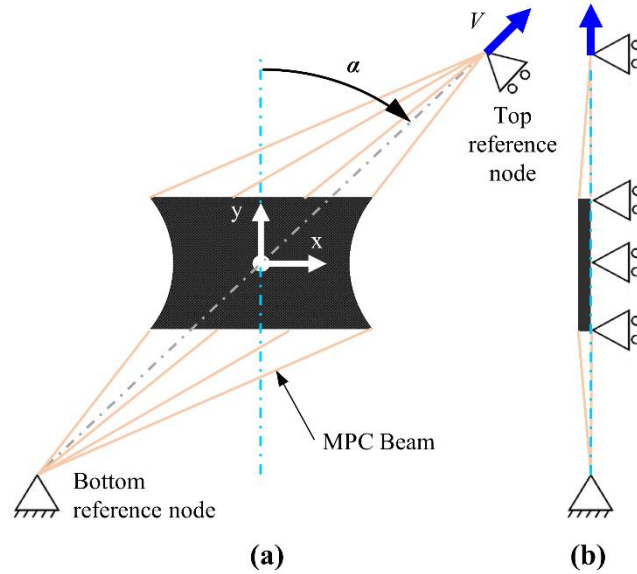 V
α
Top
reference
node
y
x
MPC Beam
Bottom
reference node
(a)
(b)